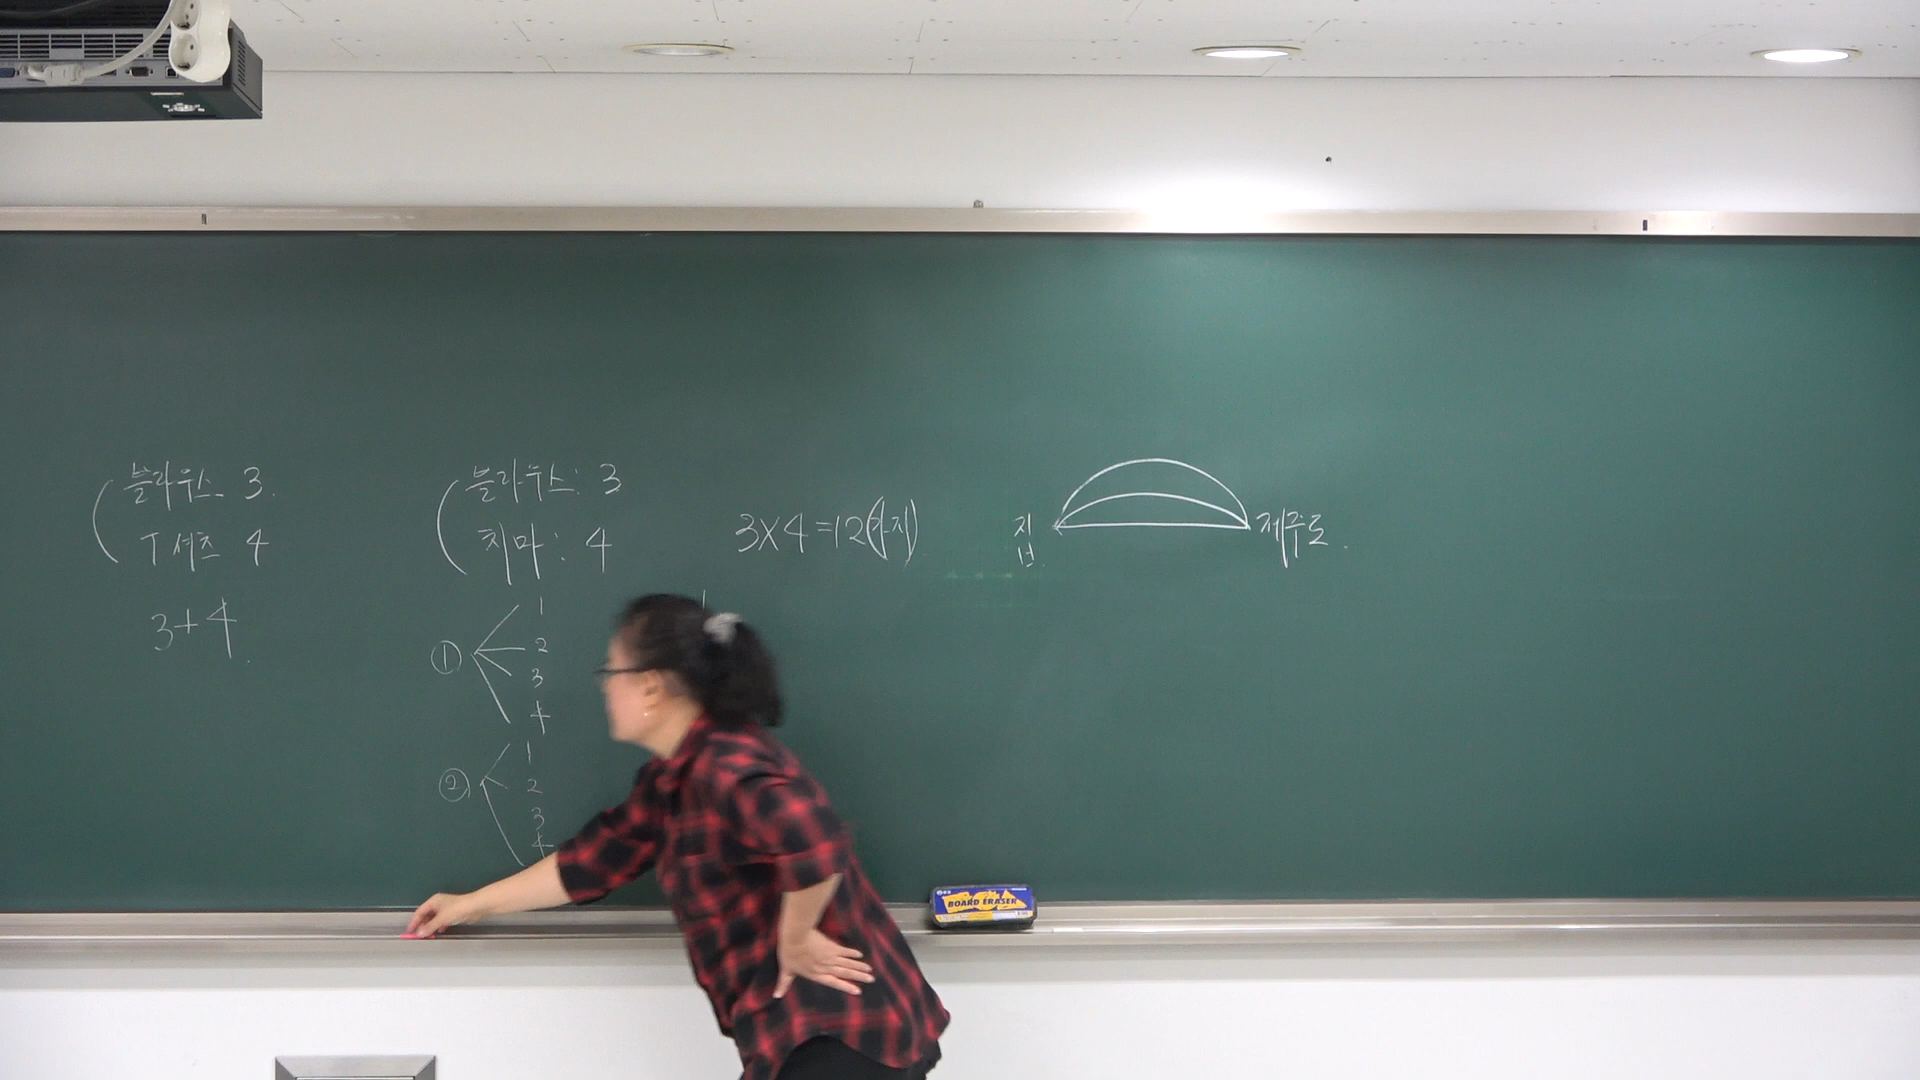 블라우스 3.
T셔츠 4
3+4.
블라우스: 3
치마: 4
① 1
2
3
4
② 1
2
3
4
3×4=12(가지)
집
제주도.
BOARD ERASER